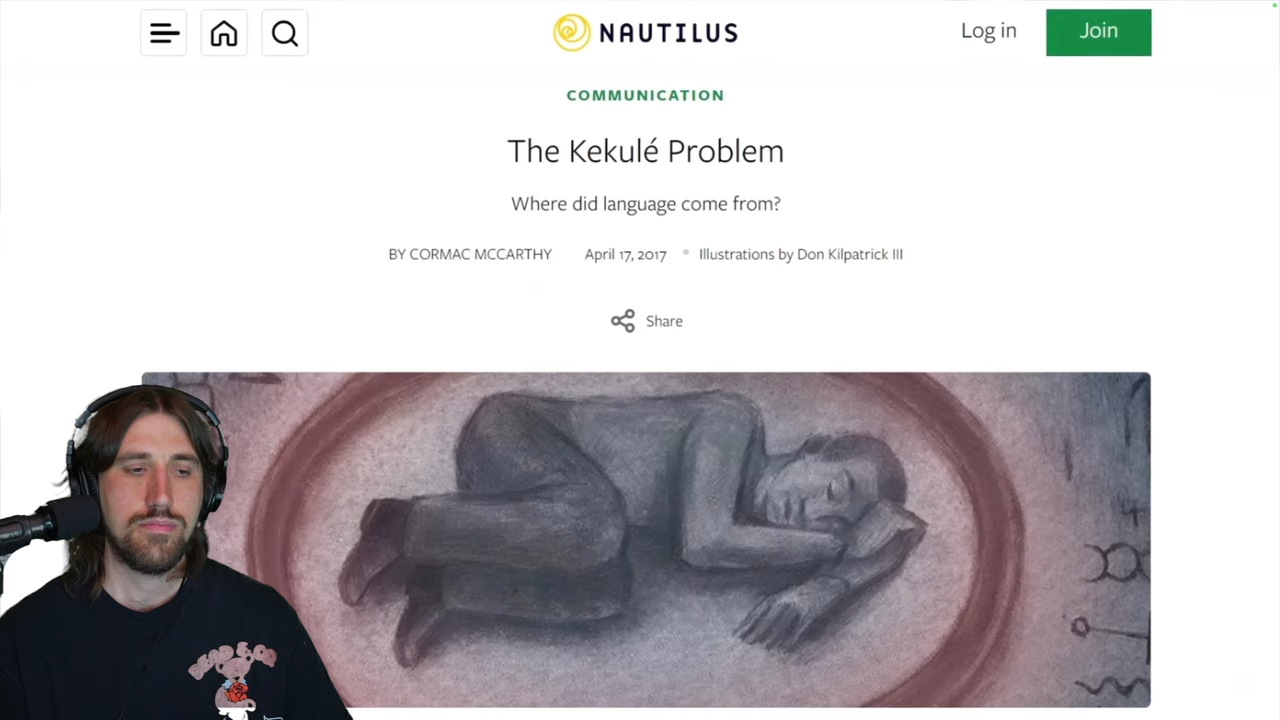 NAUTILUS
Log in
Join
COMMUNICATION
The Kekulé Problem
Where did language come from?
BY CORMAC MCCARTHY April 17, 2017 • Illustrations by Don Kilpatrick III
Share